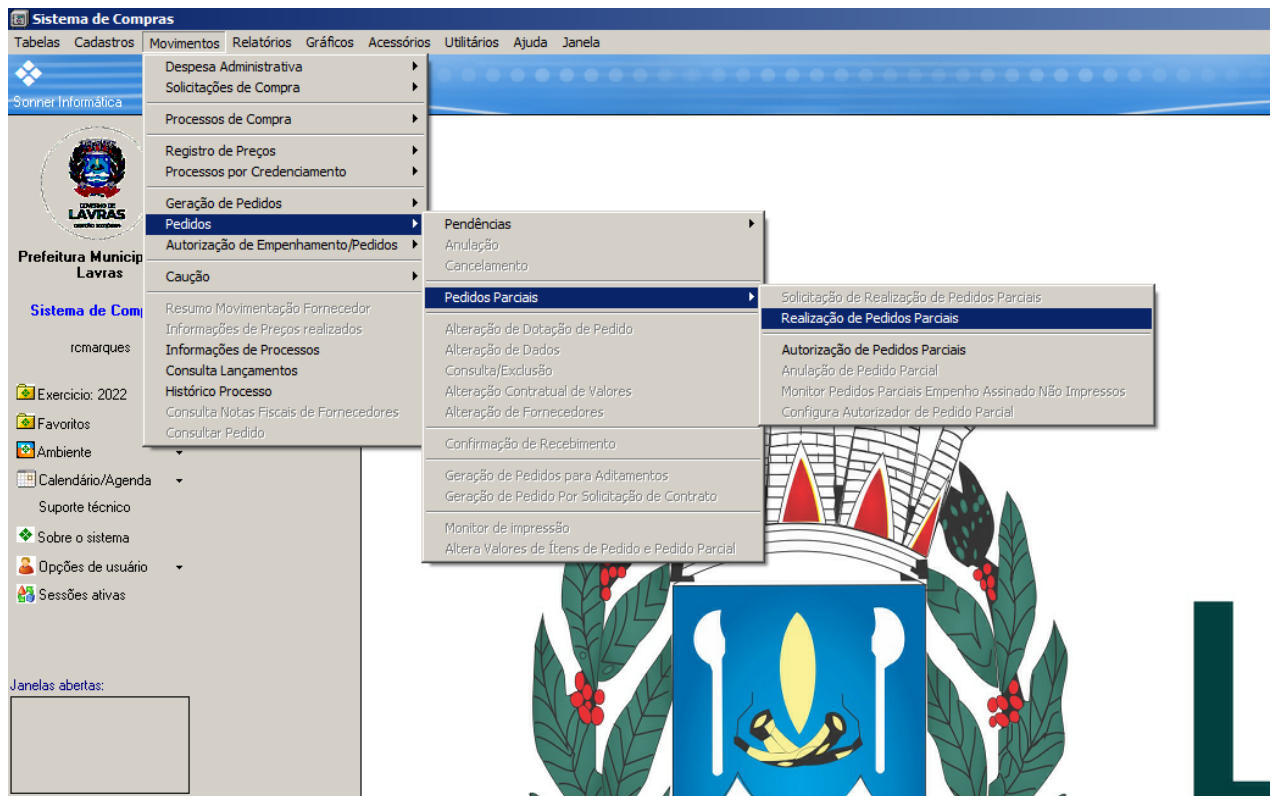 Sistema de Compras
Tabelas Cadastros Movimentos Relatórios Gráficos Acessórios Utilitários Ajuda Janela
Sonner Informática
GOVERNO DE
LAVRAS
Prefeitura Municip
Lavras
Sistema de Com
rcmarques
Exercicio: 2022
Favoritos
Ambiente
Calendário/Agenda
Suporte técnico
Sobre o sistema
Opções de usuário
Sessões ativas
Janelas abertas:
Despesa Administrativa
Solicitações de Compra
Processos de Compra
Registro de Preços
Processos por Credenciamento
Geração de Pedidos
Pedidos
Autorização de Empenhamento/Pedidos
Caução
Resumo Movimentação Fornecedor
Informações de Preços realizados
Informações de Processos
Consulta Lançamentos
Histórico Processo
Consulta Notas Fiscais de Fornecedores
Consultar Pedido
Pendências
Anulação
Cancelamento
Pedidos Parciais
Alteração de Dotação de Pedido
Alteração de Dados
Consulta/Exclusão
Alteração Contratual de Valores
Alteração de Fornecedores
Confirmação de Recebimento
Geração de Pedidos para Aditamentos
Geração de Pedido Por Solicitação de Contrato
Monitor de impressão
Altera Valores de Ítens de Pedido e Pedido Parcial
Solicitação de Realização de Pedidos Parciais
Realização de Pedidos Parciais
Autorização de Pedidos Parciais
Anulação de Pedido Parcial
Monitor Pedidos Parciais Empenho Assinado Não Impressos
Configura Autorizador de Pedido Parcial
L